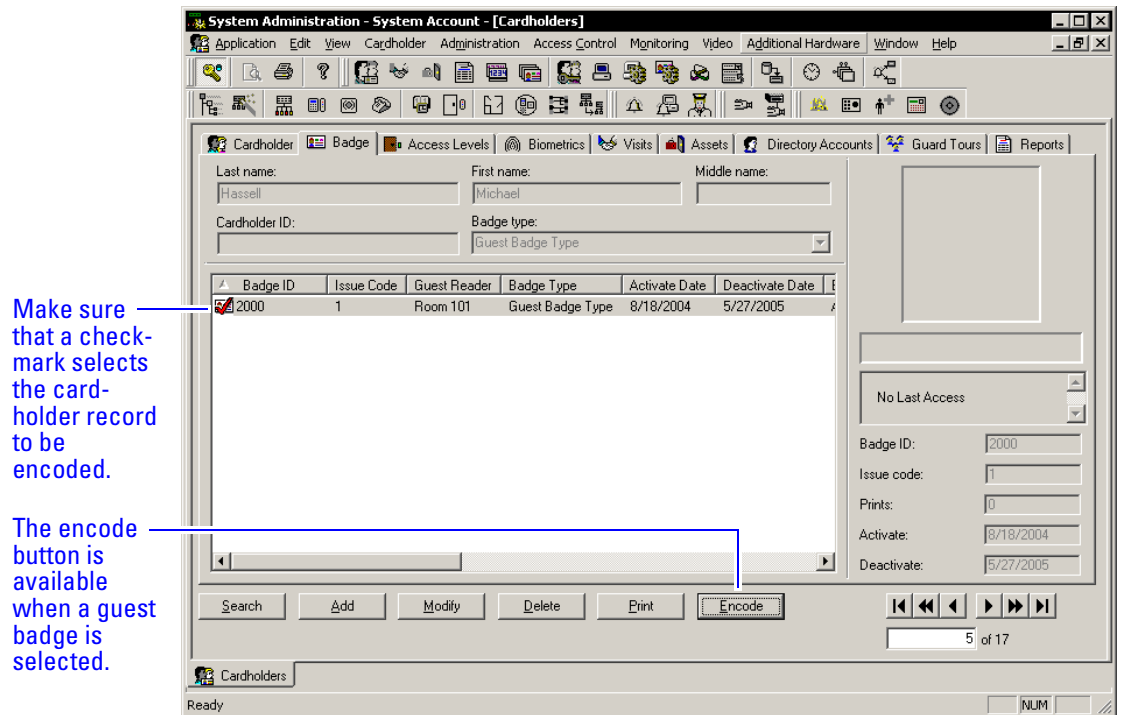 System Administration - System Account - [Cardholders]
Application Edit View Cardholder Administration Access Control Monitoring Video Additional Hardware Window Help
Cardholder Badge Access Levels Biometrics Visits Assets Directory Accounts Guard Tours Reports
Last name: First name: Middle name:
Hassell Michael
Cardholder ID: Badge type:
Guest Badge Type
Badge ID Issue Code Guest Reader Badge Type Activate Date Deactivate Date
2000 1 Room 101 Guest Badge Type 8/18/2004 5/27/2005
No Last Access
Badge ID: 2000
Issue code: 1
Prints: 0
Activate: 8/18/2004
Deactivate: 5/27/2005
Search Add Modify Delete Print Encode
5 of 17
Cardholders
Ready NUM
Make sure
that a check-
mark selects
the card-
holder record
to be
encoded.
The encode
button is
available
when a guest
badge is
selected.